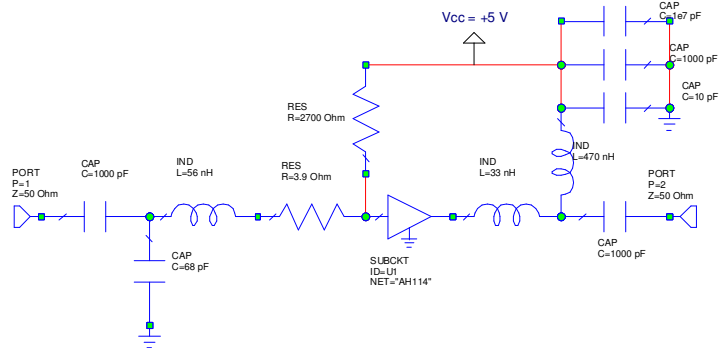 Vcc = +5 V
CAP
C=1e7 pF
CAP
C=1000 pF
CAP
C=10 pF
RES
R=2700 Ohm
IND
L=470 nH
PORT
P=1
Z=50 Ohm
CAP
C=1000 pF
IND
L=56 nH
RES
R=3.9 Ohm
IND
L=33 nH
PORT
P=2
Z=50 Ohm
CAP
C=68 pF
SUBCKT
ID=U1
NET="AH114"
CAP
C=1000 pF